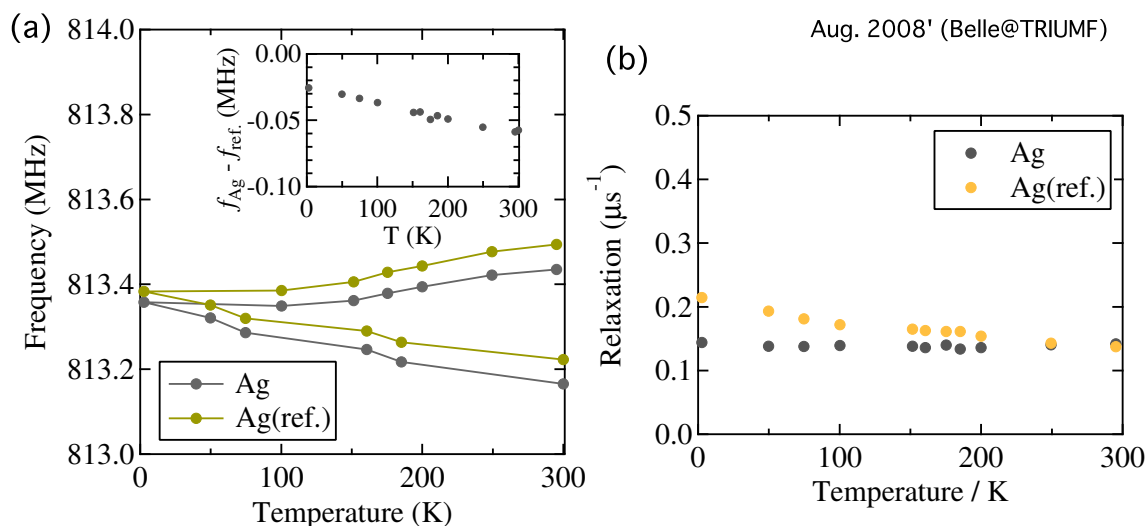 (a)
814.0
813.8
813.6
813.4
813.2
813.0
Frequency (MHz)
0
100
200
300
Temperature (K)
Ag
Ag(ref.)
0.00
-0.05
-0.10
f_Ag - f_ref. (MHz)
0
100
200
300
T (K)
Aug. 2008' (Belle@TRIUMF)
(b)
0.5
0.4
0.3
0.2
0.1
0.0
Relaxation (μs⁻¹)
0
100
200
300
Temperature / K
Ag
Ag(ref.)